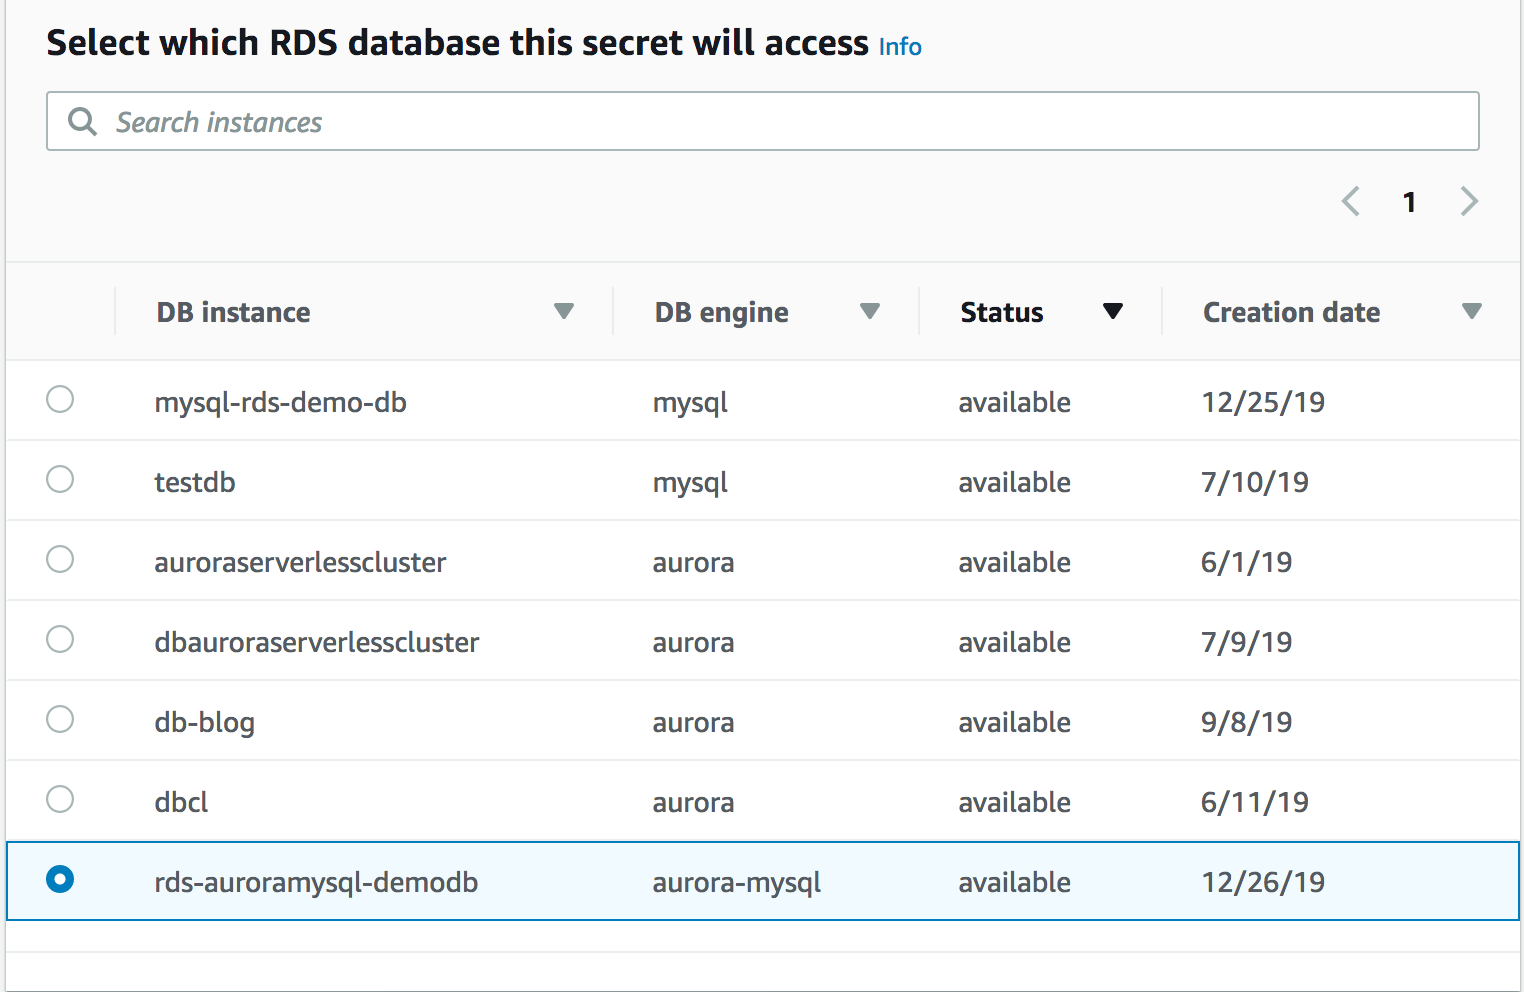 Select which RDS database this secret will access Info
Search instances
1
DB instance DB engine Status Creation date
mysql-rds-demo-db mysql available 12/25/19
testdb mysql available 7/10/19
auroraserverlesscluster aurora available 6/1/19
dbauroraserverlesscluster aurora available 7/9/19
db-blog aurora available 9/8/19
dbcl aurora available 6/11/19
rds-auroramysql-demodb aurora-mysql available 12/26/19